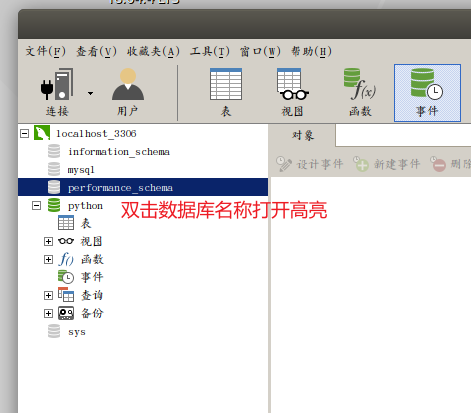 文件(F) 查看(V) 收藏夹(A) 工具(T) 窗口(W) 帮助(H)
连接 用户 表 视图 函数 事件
localhost_3306
对象
information_schema
mysql
设计事件 新建事件 删除
performance_schema
python
双击数据库名称打开高亮
表
视图
函数
事件
查询
备份
sys